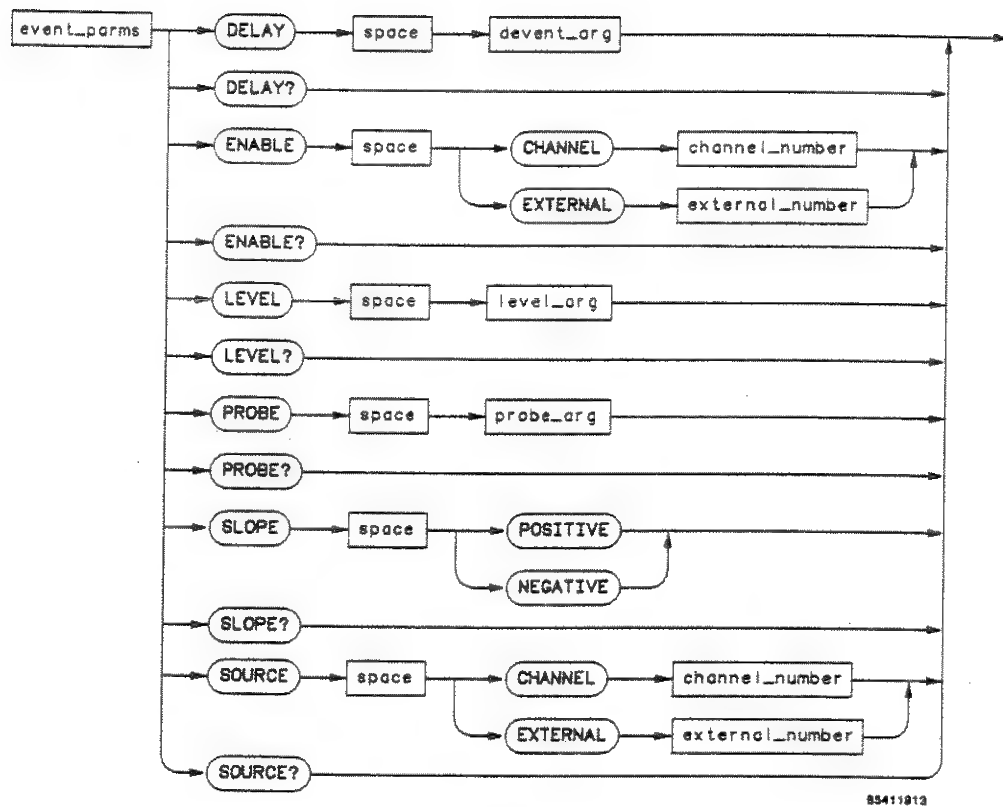 event_parms DELAY space devent_arg
DELAY?
ENABLE space CHANNEL channel_number
EXTERNAL external_number
ENABLE?
LEVEL space level_arg
LEVEL?
PROBE space probe_arg
PROBE?
SLOPE space POSITIVE
NEGATIVE
SLOPE?
SOURCE space CHANNEL channel_number
EXTERNAL external_number
SOURCE?